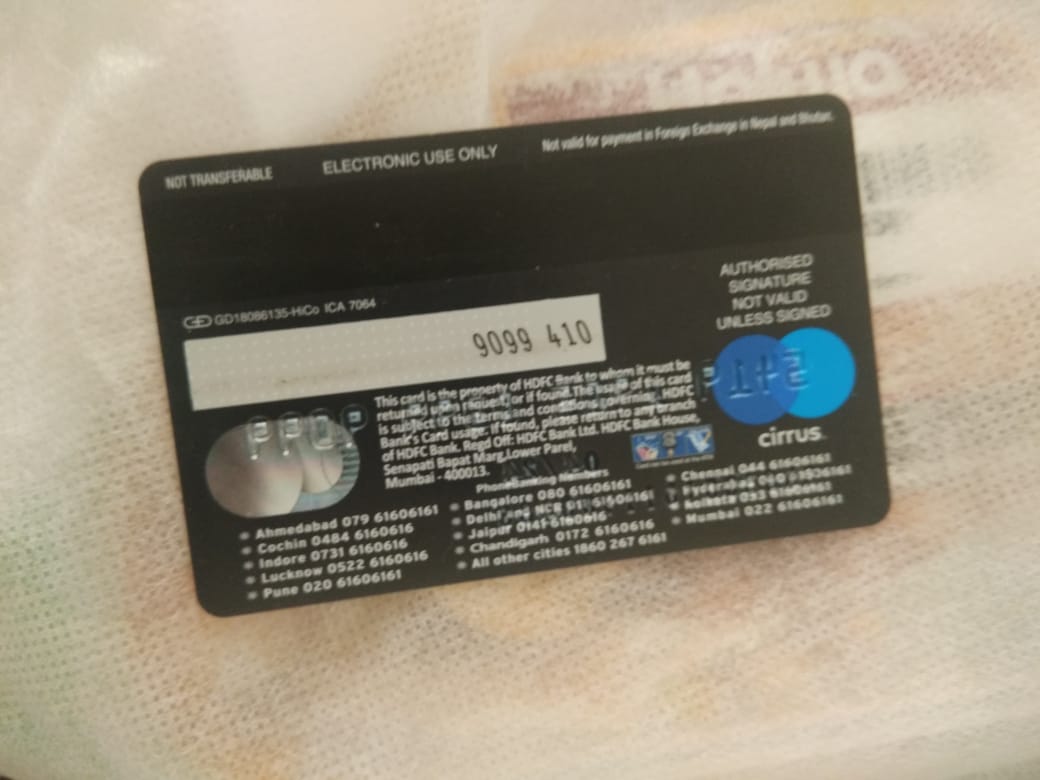 NOT TRANSFERABLE
ELECTRONIC USE ONLY
Not valid for payment in Foreign Exchange in Nepal and Bhutan.
GD18086135-HiCo ICA 7064
9099 410
AUTHORISED
SIGNATURE
NOT VALID
UNLESS SIGNED
This card is the property of HDFC Bank to whom it must be
returned upon request, or if found. The usage of this card
is subject to the terms and conditions governing HDFC
Bank's Card usage. If found, please return to any branch
of HDFC Bank. Regd Off: HDFC Bank Ltd. HDFC Bank House,
Senapati Bapat Marg, Lower Parel,
Mumbai - 400013.
cirrus
PhoneBanking Numbers
Ahmedabad 079 61606161
Cochin 0484 6160616
Indore 0731 6160616
Lucknow 0522 6160616
Pune 020 61606161
Bangalore 080 61606161
Delhi and NCR 011 61606161
Jaipur 0141 6160616
Chandigarh 0172 6160616
All other cities 1860 267 6161
Chennai 044 61606161
Hyderabad 040 61606161
Kolkata 033 61606161
Mumbai 022 61606161